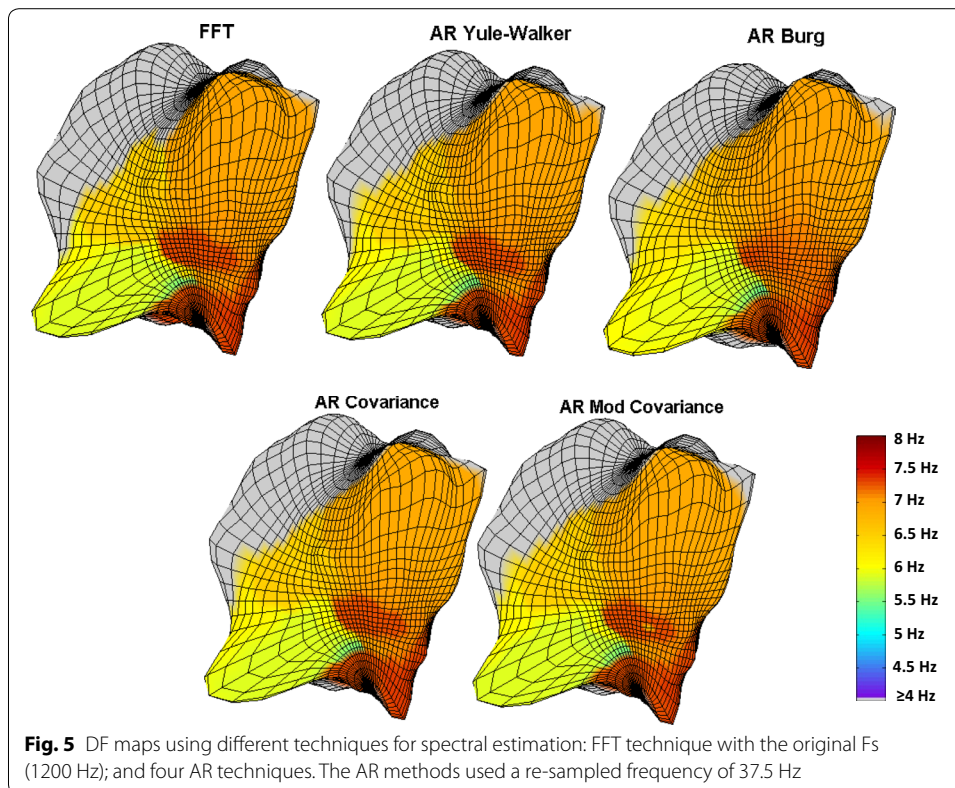 FFT
AR Yule-Walker
AR Burg
AR Covariance
AR Mod Covariance
8 Hz
7.5 Hz
7 Hz
6.5 Hz
6 Hz
5.5 Hz
5 Hz
4.5 Hz
≥4 Hz
Fig. 5 DF maps using different techniques for spectral estimation: FFT technique with the original Fs
(1200 Hz); and four AR techniques. The AR methods used a re-sampled frequency of 37.5 Hz